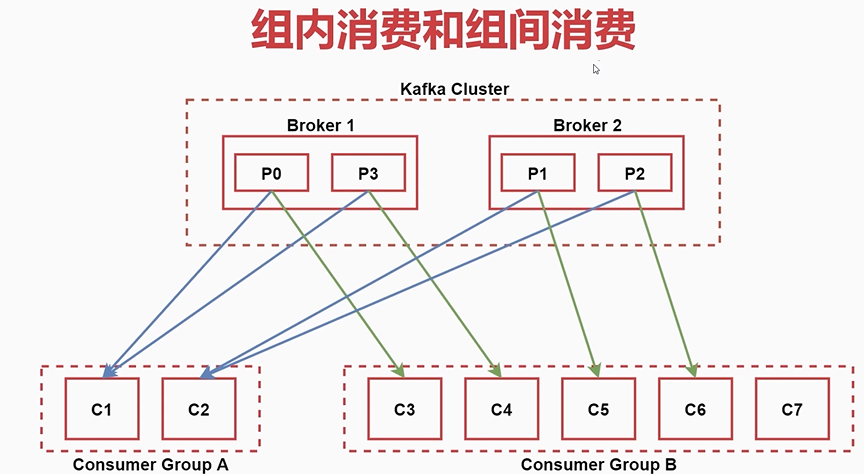 组内消费和组间消费
Kafka Cluster
Broker 1
Broker 2
P0
P3
P1
P2
C1
C2
C3
C4
C5
C6
C7
Consumer Group A
Consumer Group B